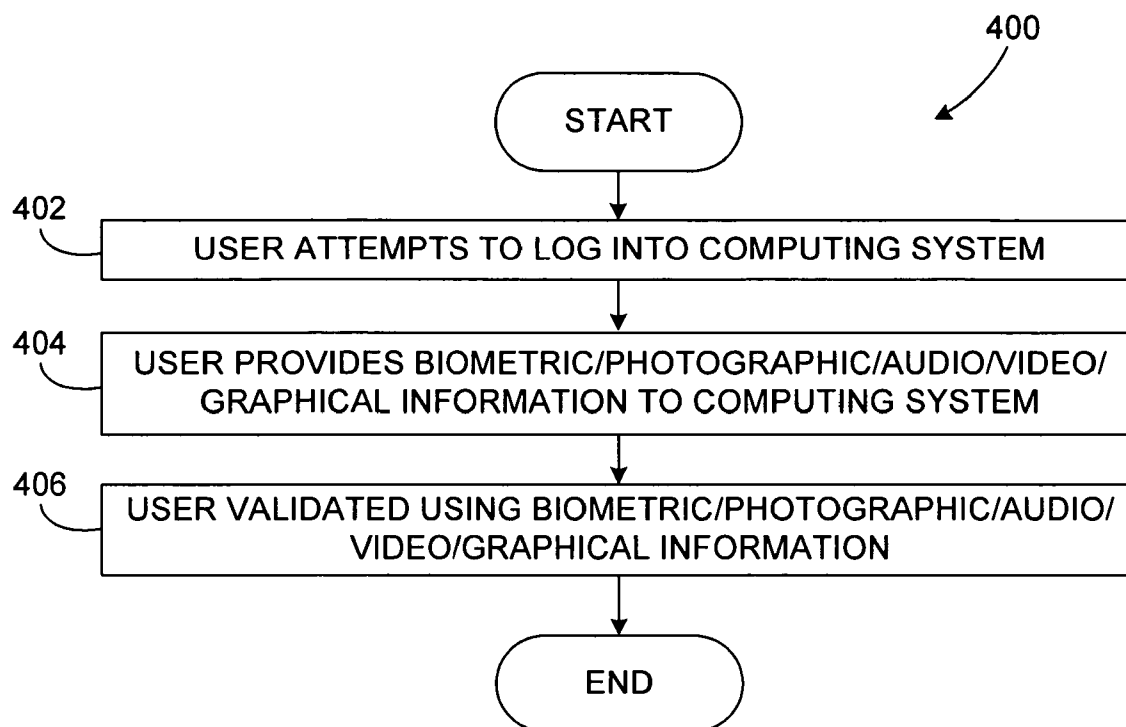 400
START
402
USER ATTEMPTS TO LOG INTO COMPUTING SYSTEM
404
USER PROVIDES BIOMETRIC/PHOTOGRAPHIC/AUDIO/VIDEO/
GRAPHICAL INFORMATION TO COMPUTING SYSTEM
406
USER VALIDATED USING BIOMETRIC/PHOTOGRAPHIC/AUDIO/
VIDEO/GRAPHICAL INFORMATION
END